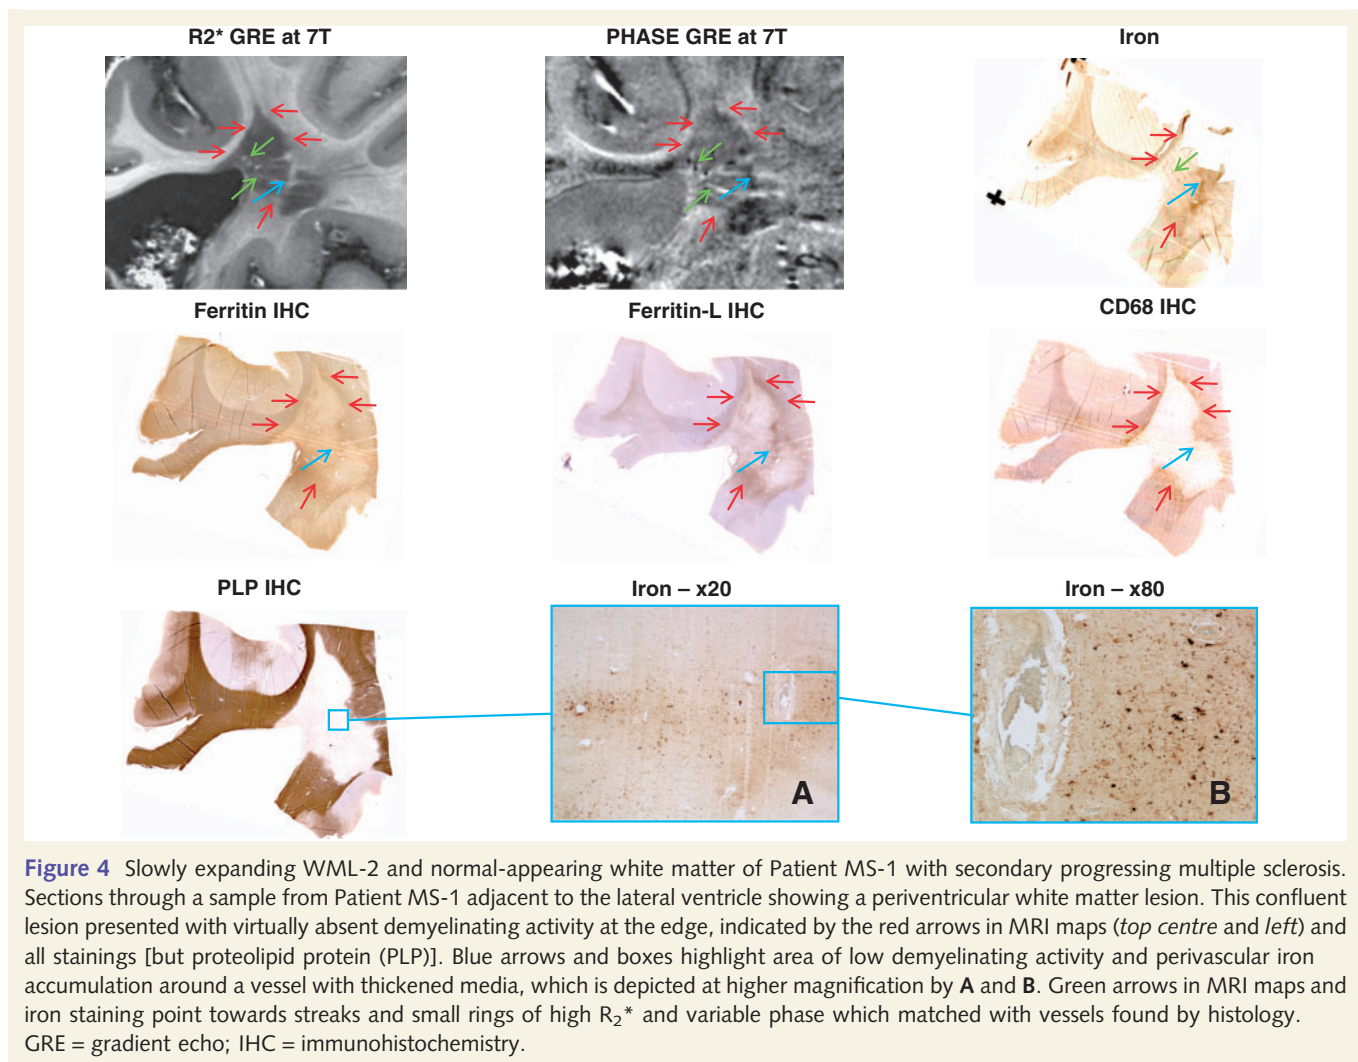 R2* GRE at 7T
PHASE GRE at 7T
Iron
Ferritin IHC
Ferritin-L IHC
CD68 IHC
PLP IHC
Iron – x20
Iron – x80
A
B
Figure 4 Slowly expanding WML-2 and normal-appearing white matter of Patient MS-1 with secondary progressing multiple sclerosis.
Sections through a sample from Patient MS-1 adjacent to the lateral ventricle showing a periventricular white matter lesion. This confluent
lesion presented with virtually absent demyelinating activity at the edge, indicated by the red arrows in MRI maps (top centre and left) and
all stainings [but proteolipid protein (PLP)]. Blue arrows and boxes highlight area of low demyelinating activity and perivascular iron
accumulation around a vessel with thickened media, which is depicted at higher magnification by A and B. Green arrows in MRI maps and
iron staining point towards streaks and small rings of high R₂* and variable phase which matched with vessels found by histology.
GRE = gradient echo; IHC = immunohistochemistry.